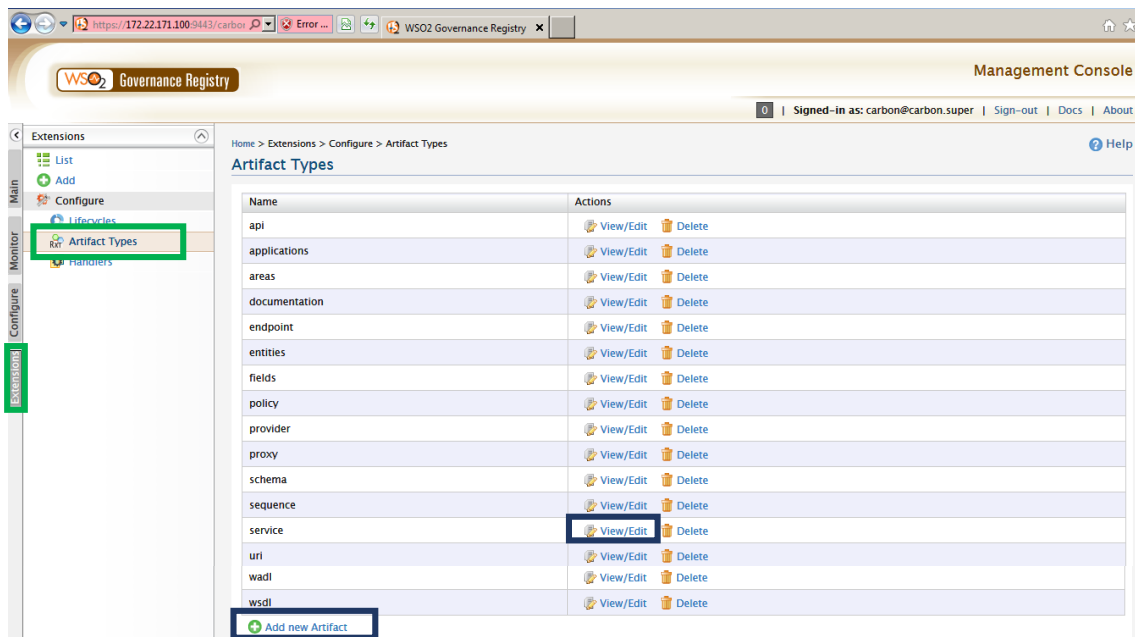 https://172.22.171.100:9443/carbor
Error ...
WSO2 Governance Registry
WSO2 Governance Registry
Management Console
0 | Signed-in as: carbon@carbon.super | Sign-out | Docs | About
Extensions
List
Add
Configure
Lifecycles
RXT Artifact Types
Handlers
Main
Monitor
Configure
Extensions
Home > Extensions > Configure > Artifact Types
Help
Artifact Types
Name Actions
api View/Edit Delete
applications View/Edit Delete
areas View/Edit Delete
documentation View/Edit Delete
endpoint View/Edit Delete
entities View/Edit Delete
fields View/Edit Delete
policy View/Edit Delete
provider View/Edit Delete
proxy View/Edit Delete
schema View/Edit Delete
sequence View/Edit Delete
service View/Edit Delete
uri View/Edit Delete
wadl View/Edit Delete
wsdl View/Edit Delete
Add new Artifact